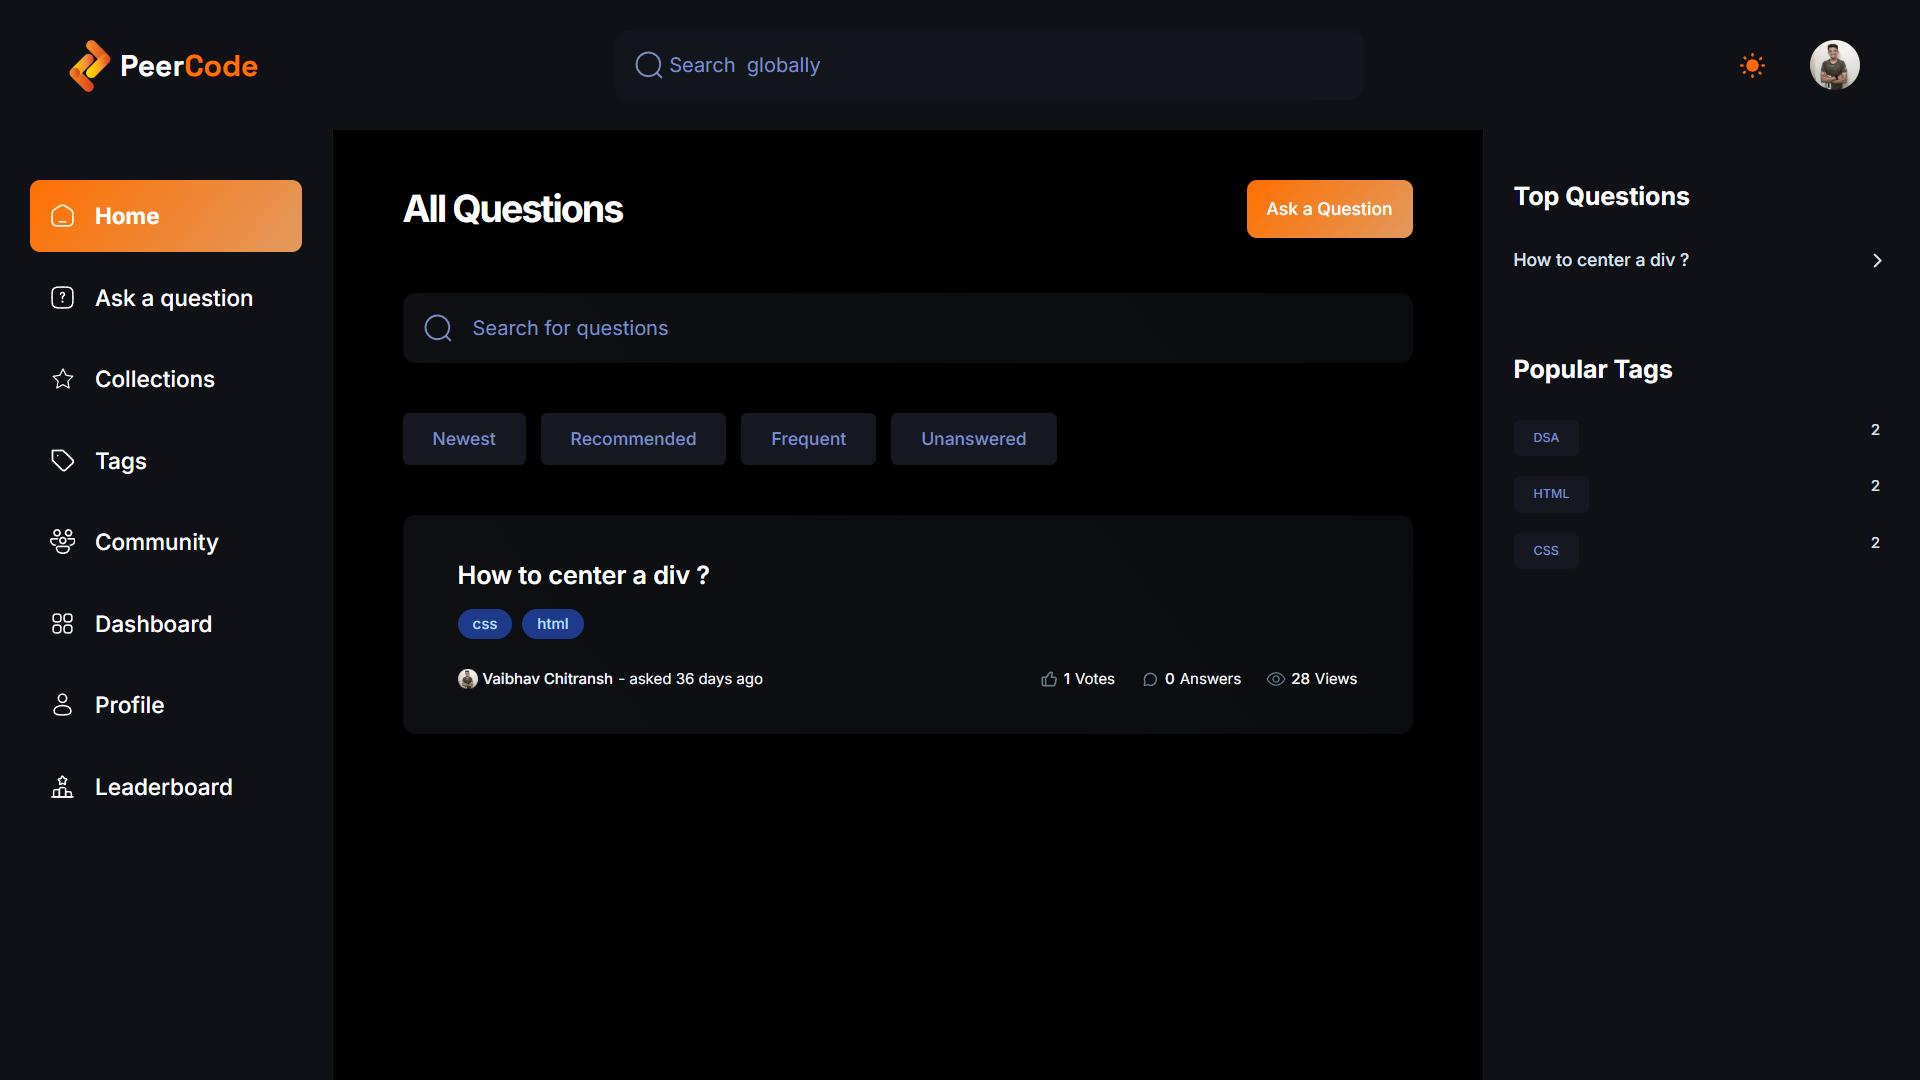 PeerCode
Search globally
Home
Ask a question
Collections
Tags
Community
Dashboard
Profile
Leaderboard
All Questions
Ask a Question
Search for questions
Newest
Recommended
Frequent
Unanswered
How to center a div ?
css
html
Vaibhav Chitransh - asked 36 days ago
1 Votes
0 Answers
28 Views
Top Questions
How to center a div ?
Popular Tags
DSA 2
HTML 2
CSS 2